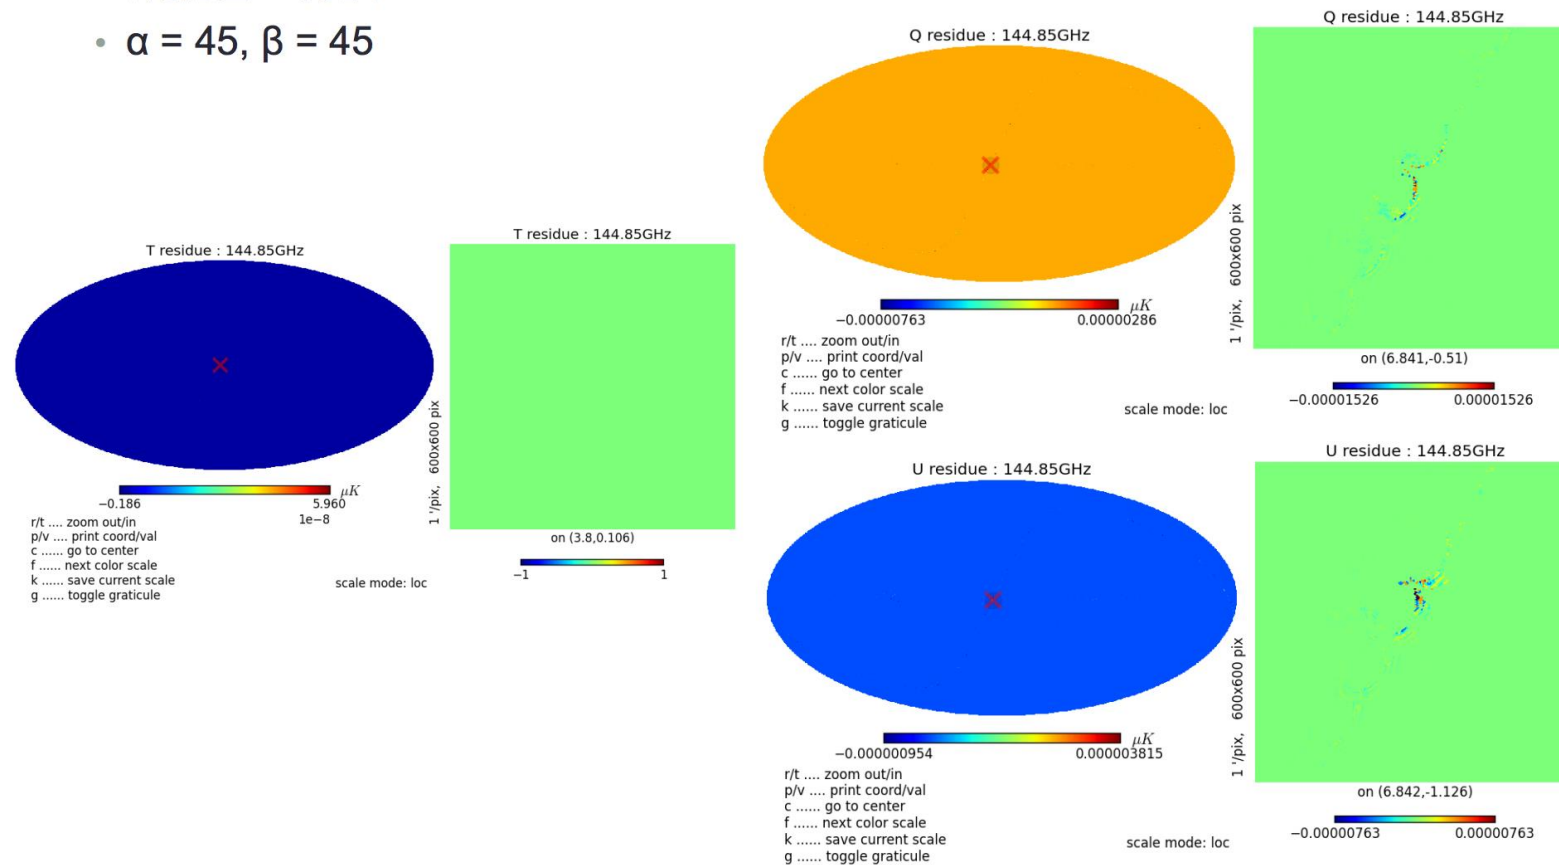 • α = 45, β = 45
T residue : 144.85GHz
−0.186
5.960
μK
1e−8
r/t .... zoom out/in
p/v .... print coord/val
c ...... go to center
f ...... next color scale
k ...... save current scale
g ...... toggle graticule
scale mode: loc
T residue : 144.85GHz
1 '/pix, 600x600 pix
on (3.8,0.106)
−1
1
Q residue : 144.85GHz
−0.00000763
0.00000286
μK
r/t .... zoom out/in
p/v .... print coord/val
c ...... go to center
f ...... next color scale
k ...... save current scale
g ...... toggle graticule
scale mode: loc
Q residue : 144.85GHz
1 '/pix, 600x600 pix
on (6.841,-0.51)
−0.00001526
0.00001526
U residue : 144.85GHz
−0.000000954
0.000003815
μK
r/t .... zoom out/in
p/v .... print coord/val
c ...... go to center
f ...... next color scale
k ...... save current scale
g ...... toggle graticule
scale mode: loc
U residue : 144.85GHz
1 '/pix, 600x600 pix
on (6.842,-1.126)
−0.00000763
0.00000763